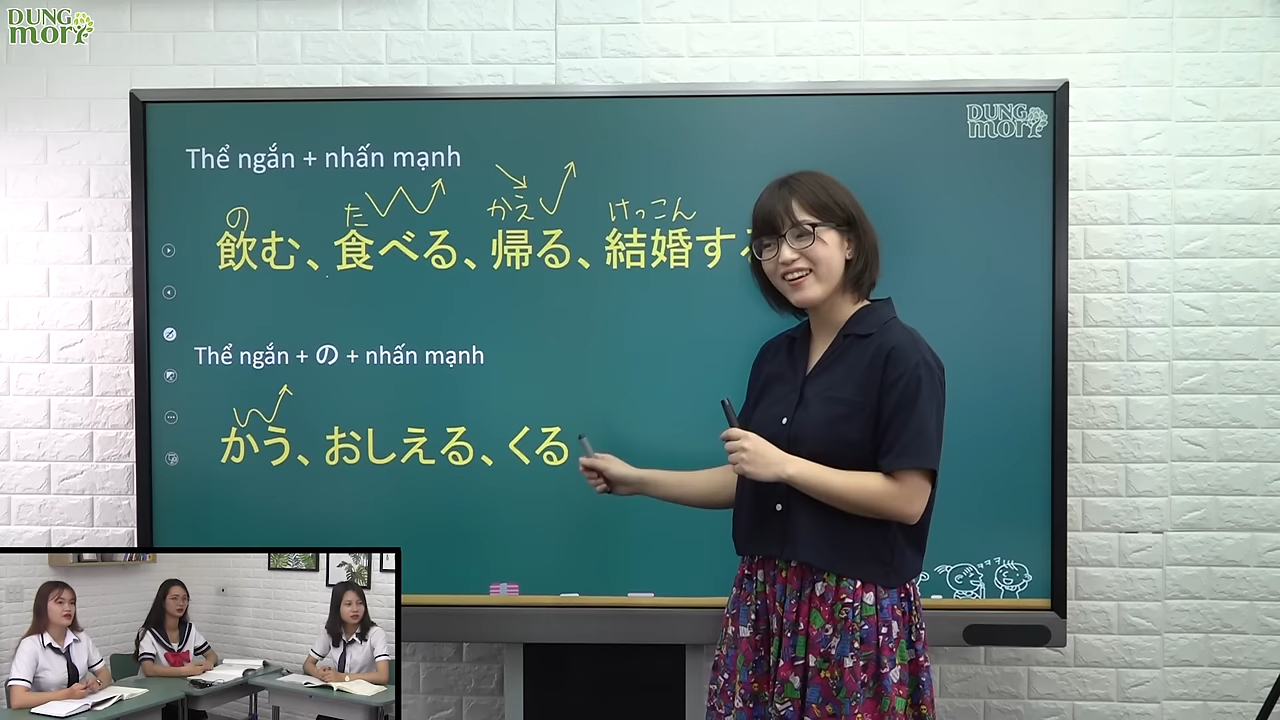 DUNG
mori
DUNG
mori
Thể ngắn + nhấn mạnh
の た かえ けっこん
飲む、食べる、帰る、結婚す
Thể ngắn + の + nhấn mạnh
かう、おしえる、くる